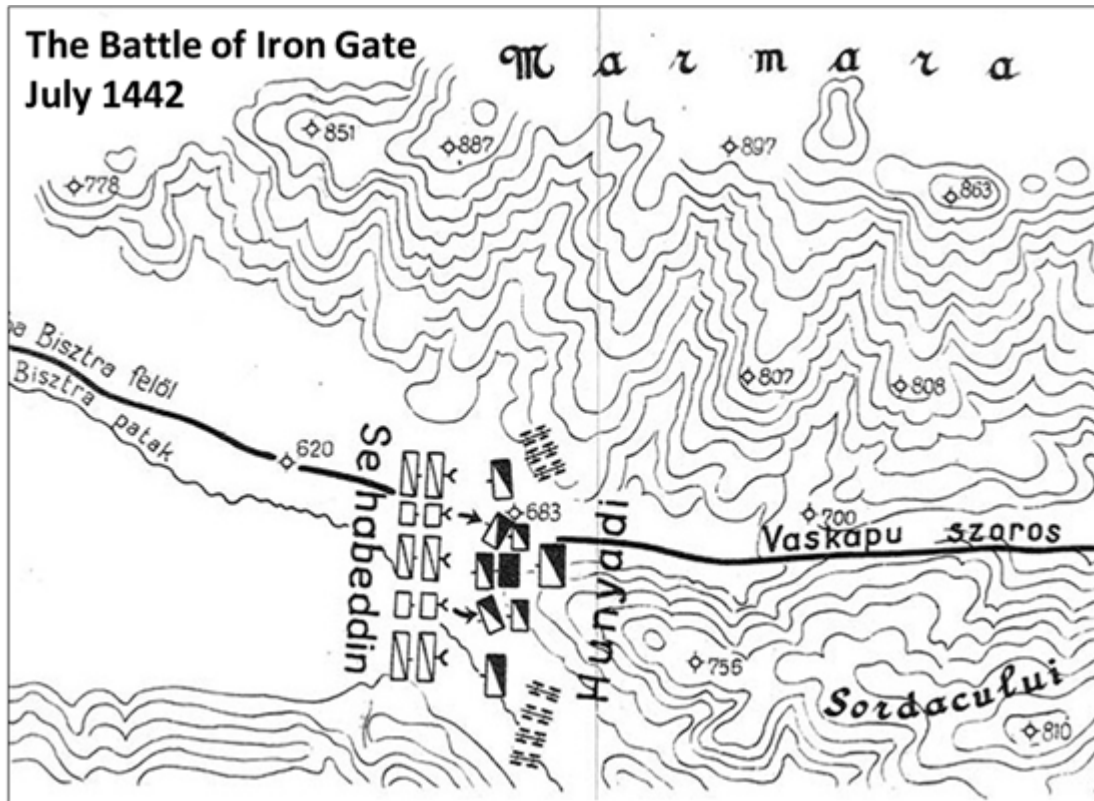 The Battle of Iron Gate
July 1442
Marmara
851
887
897
778
863
Bisztra felől
Bisztra patak
807
808
620
Sehabeddin
683
Hunyadi
700
Vaskapu szoros
756
Sordacului
810